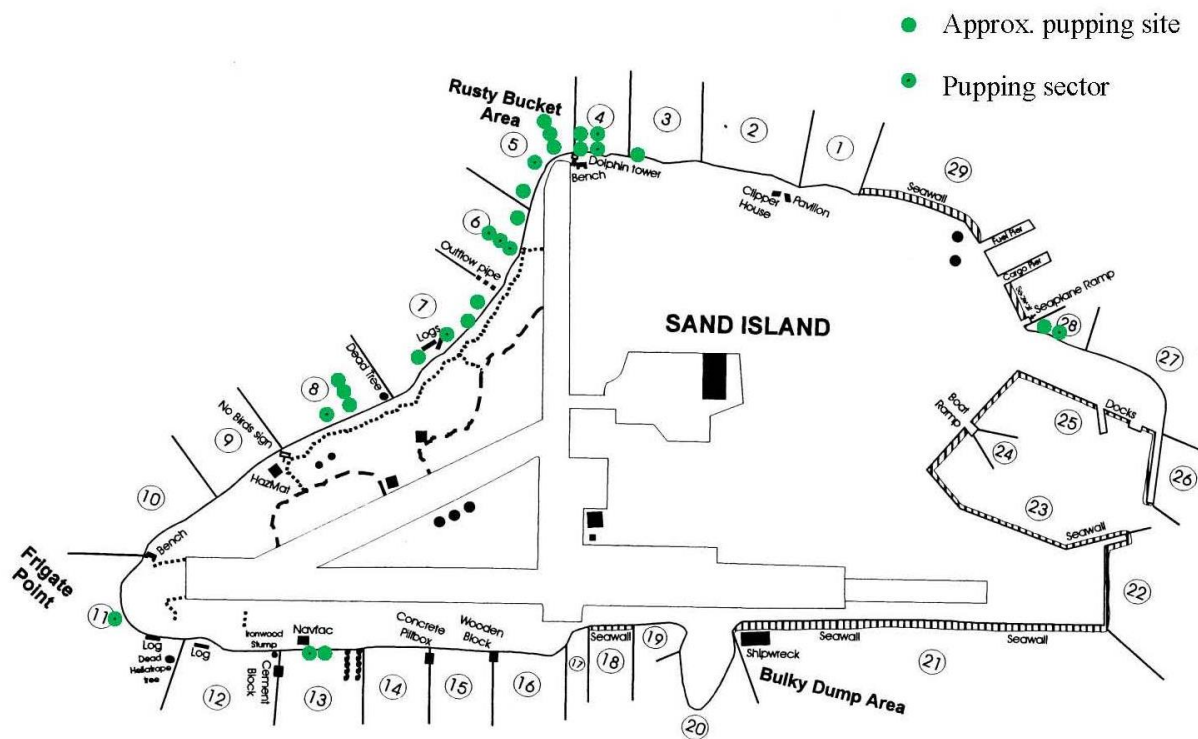 Approx. pupping site
Pupping sector
Rusty Bucket
Area
4
3
2
1
5
Dolphin tower
Bench
29
Seawall
Clipper
House
Pavilion
6
Fuel Pier
Cargo Pier
Outflow pipe
Seaplane Ramp
7
Logs
SAND ISLAND
28
27
Dead Tree
8
Boat
Ramp
Docks
25
No Birds sign
9
24
26
HazMat
10
23
Seawall
Bench
Frigate
Point
22
11
Ironwood
Stump
Navfac
Concrete
Pillbox
Wooden
Block
Log
Log
Dead
Heliatrope
tree
Cement
Block
12
13
14
15
16
17
Seawall
18
19
Shipwreck
Seawall
Seawall
21
Bulky Dump Area
20